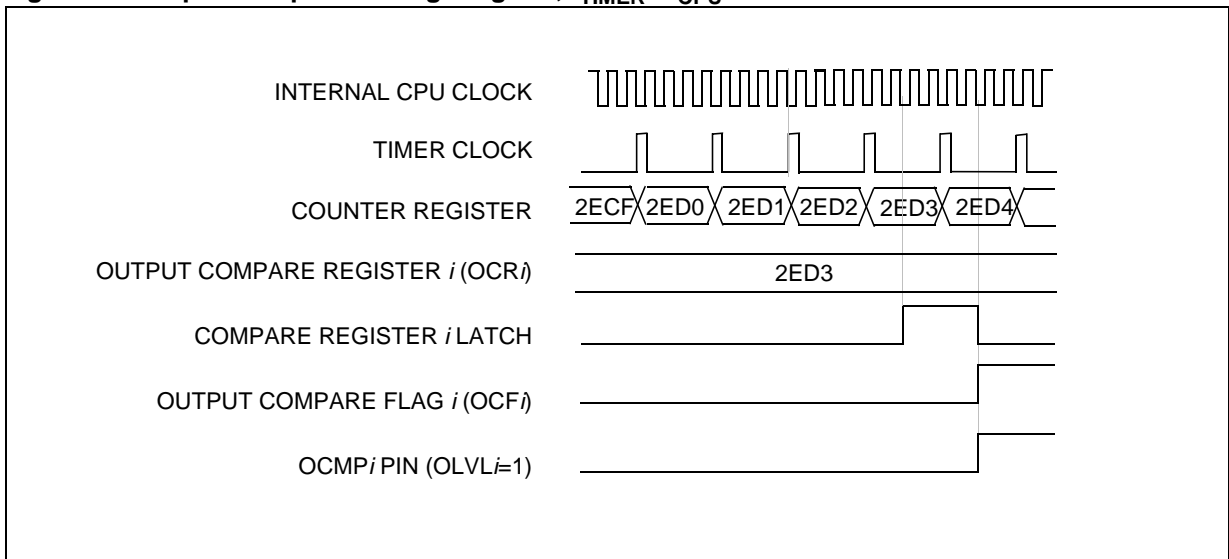 INTERNAL CPU CLOCK
TIMER CLOCK
COUNTER REGISTER 2ECF 2ED0 2ED1 2ED2 2ED3 2ED4
OUTPUT COMPARE REGISTER i (OCRi) 2ED3
COMPARE REGISTER i LATCH
OUTPUT COMPARE FLAG i (OCFi)
OCMPi PIN (OLVLi=1)